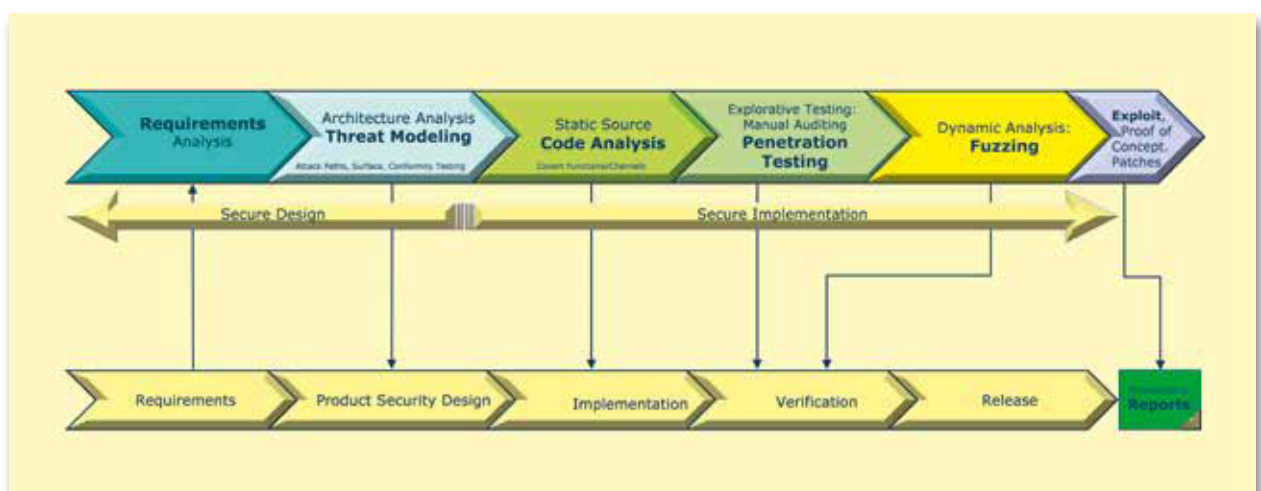 Requirements
Analysis
Architecture Analysis
Threat Modeling
Attack Paths, Surface, Conformity Testing
Static Source
Code Analysis
Covert Functions/Channels
Explorative Testing:
Manual Auditing
Penetration
Testing
Dynamic Analysis:
Fuzzing
Exploit,
Proof of
Concept.
Patches
Secure Design
Secure Implementation
Requirements
Product Security Design
Implementation
Verification
Release
Reports